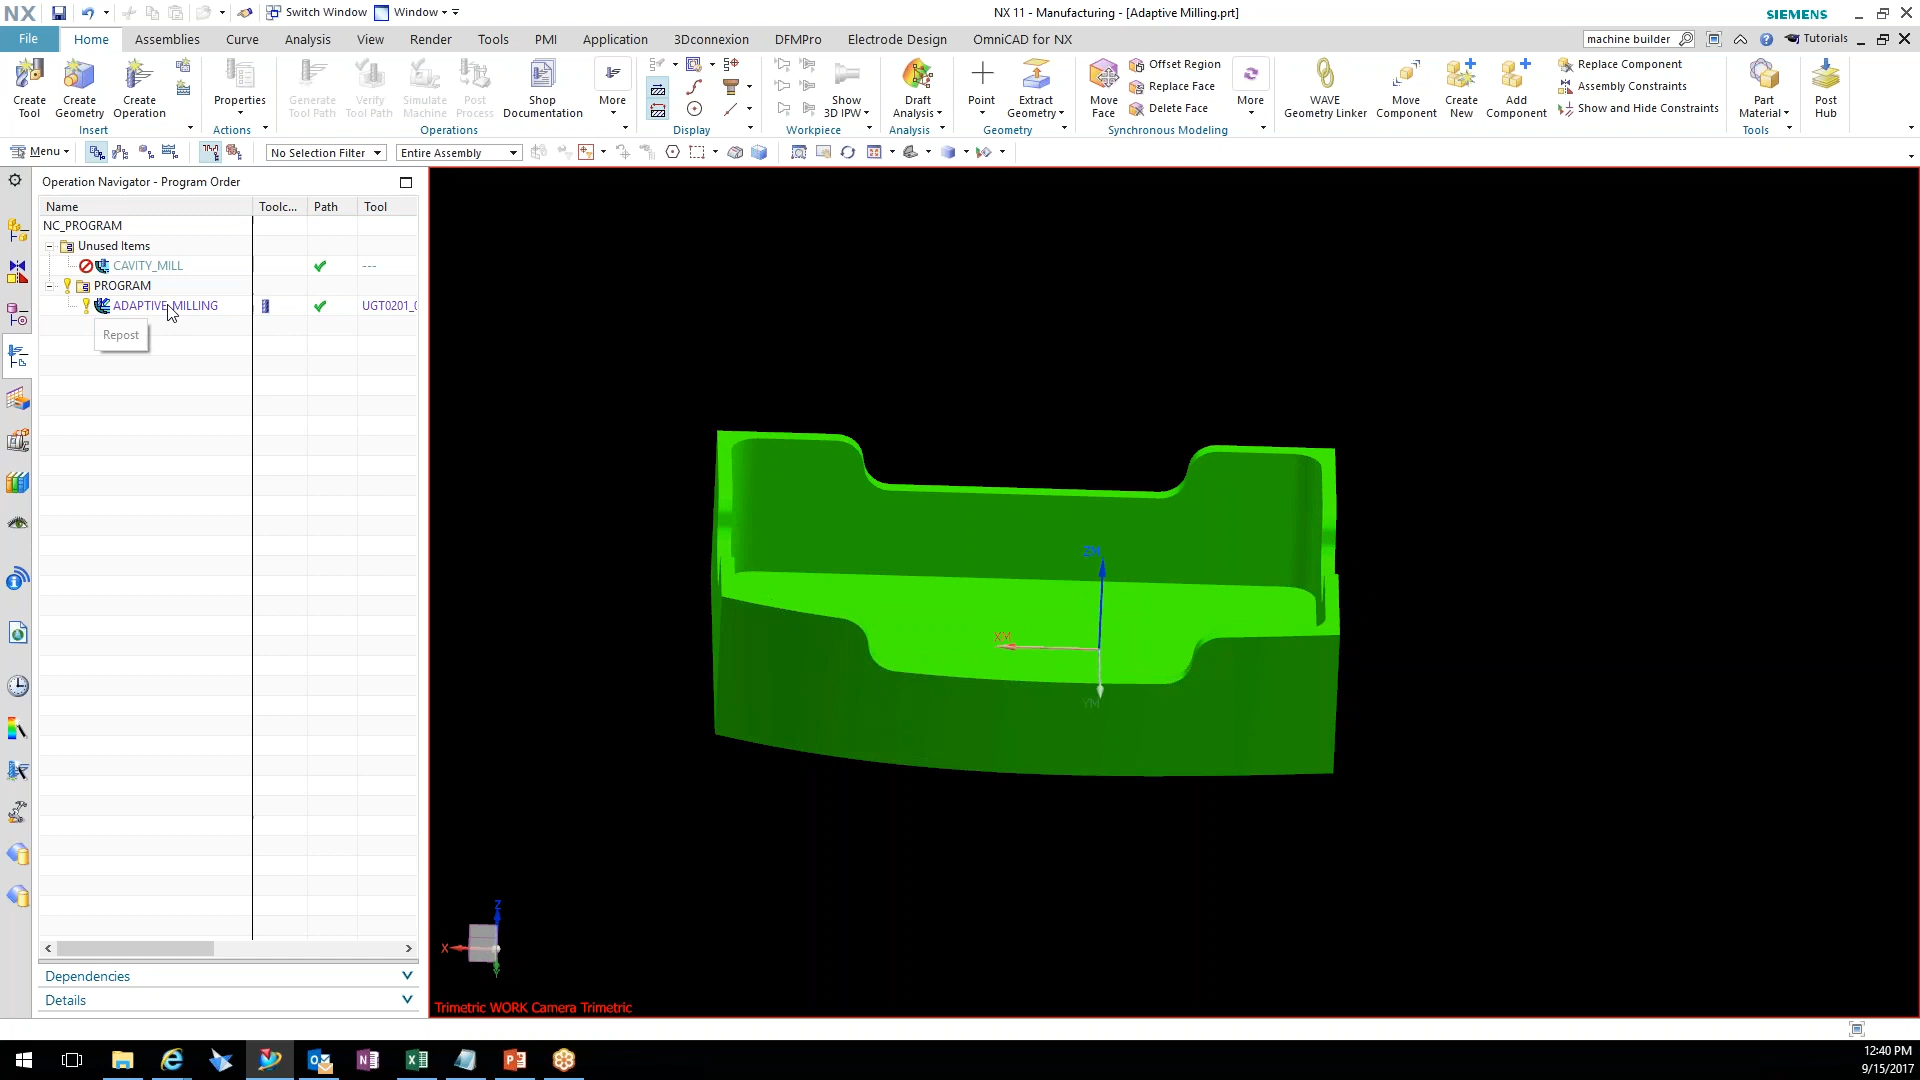 NX
Switch Window
Window
NX 11 - Manufacturing - [Adaptive Milling.prt]
SIEMENS
File
Home
Assemblies
Curve
Analysis
View
Render
Tools
PMI
Application
3Dconnexion
DFMPro
Electrode Design
OmniCAD for NX
machine builder
Tutorials
Create Tool
Create Geometry
Create Operation
Insert
Properties
Actions
Generate Tool Path
Verify Tool Path
Simulate Machine
Post Process
Shop Documentation
More
Operations
Display
Show 3D IPW
Workpiece
Draft Analysis
Analysis
Point
Extract Geometry
Geometry
Move Face
Offset Region
Replace Face
Delete Face
More
Synchronous Modeling
WAVE Geometry Linker
Move Component
Create New
Add Component
Replace Component
Assembly Constraints
Show and Hide Constraints
Part Material
Tools
Post Hub
Menu
No Selection Filter
Entire Assembly
Operation Navigator - Program Order
Name
Toolc...
Path
Tool
NC_PROGRAM
Unused Items
CAVITY_MILL
---
PROGRAM
ADAPTIVE_MILLING
UGT0201_0
Repost
ZM
XM
YM
Z
X
Dependencies
Details
Trimetric WORK Camera Trimetric
12:40 PM
9/15/2017